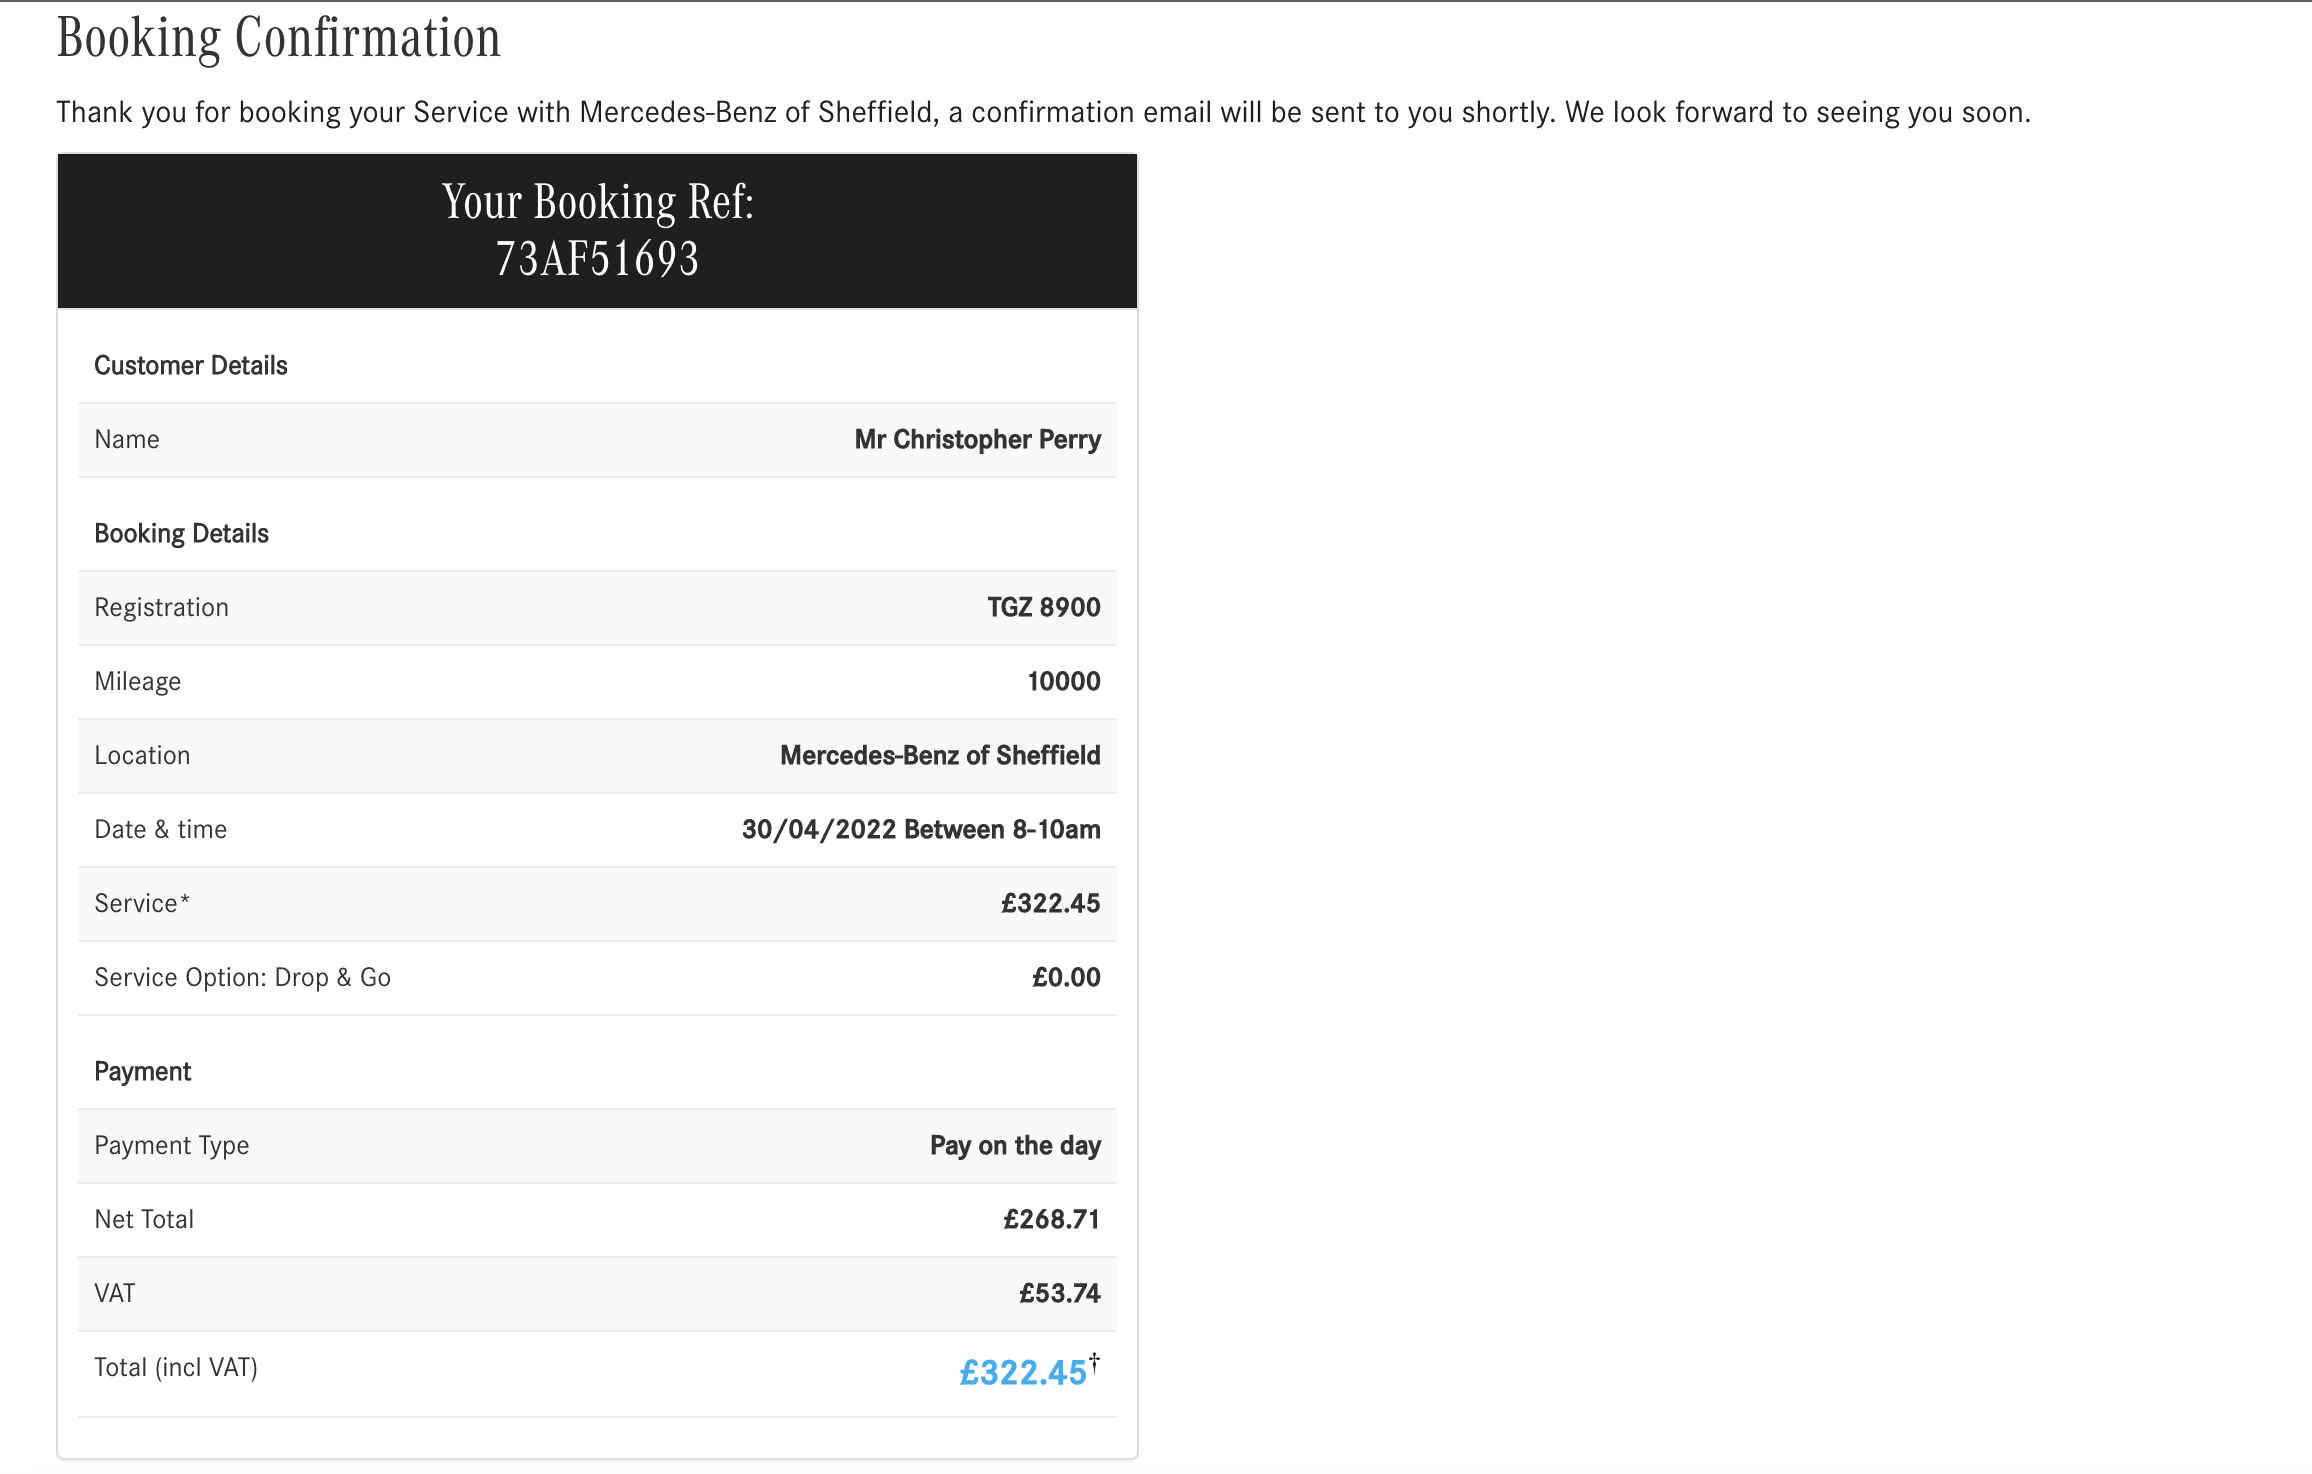 Booking Confirmation
Thank you for booking your Service with Mercedes-Benz of Sheffield, a confirmation email will be sent to you shortly. We look forward to seeing you soon.
Your Booking Ref:
73AF51693
Customer Details
Name Mr Christopher Perry
Booking Details
Registration TGZ 8900
Mileage 10000
Location Mercedes-Benz of Sheffield
Date & time 30/04/2022 Between 8-10am
Service* £322.45
Service Option: Drop & Go £0.00
Payment
Payment Type Pay on the day
Net Total £268.71
VAT £53.74
Total (incl VAT) £322.45†